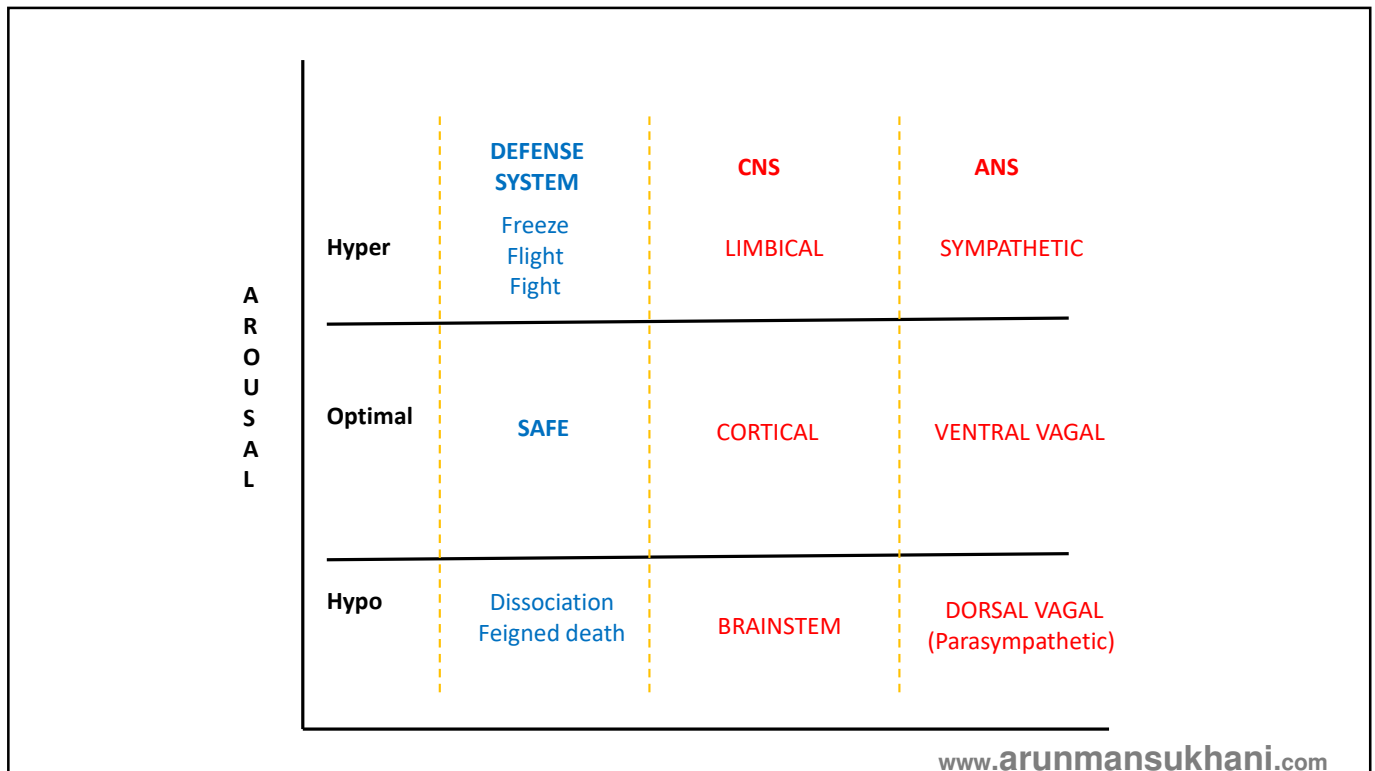 DEFENSE
SYSTEM
CNS
ANS
Hyper
Freeze
Flight
Fight
LIMBICAL
SYMPATHETIC
A
R
O
U
S
A
L
Optimal
SAFE
CORTICAL
VENTRAL VAGAL
Hypo
Dissociation
Feigned death
BRAINSTEM
DORSAL VAGAL
(Parasympathetic)
www.arunmansukhani.com